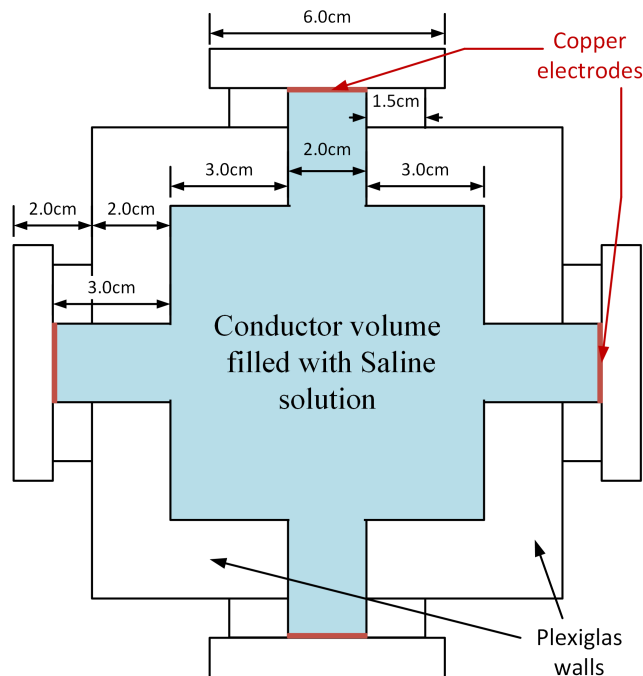 6.0cm
Copper
electrodes
1.5cm
2.0cm
3.0cm
3.0cm
2.0cm
2.0cm
3.0cm
Conductor volume
filled with Saline
solution
Plexiglas
walls